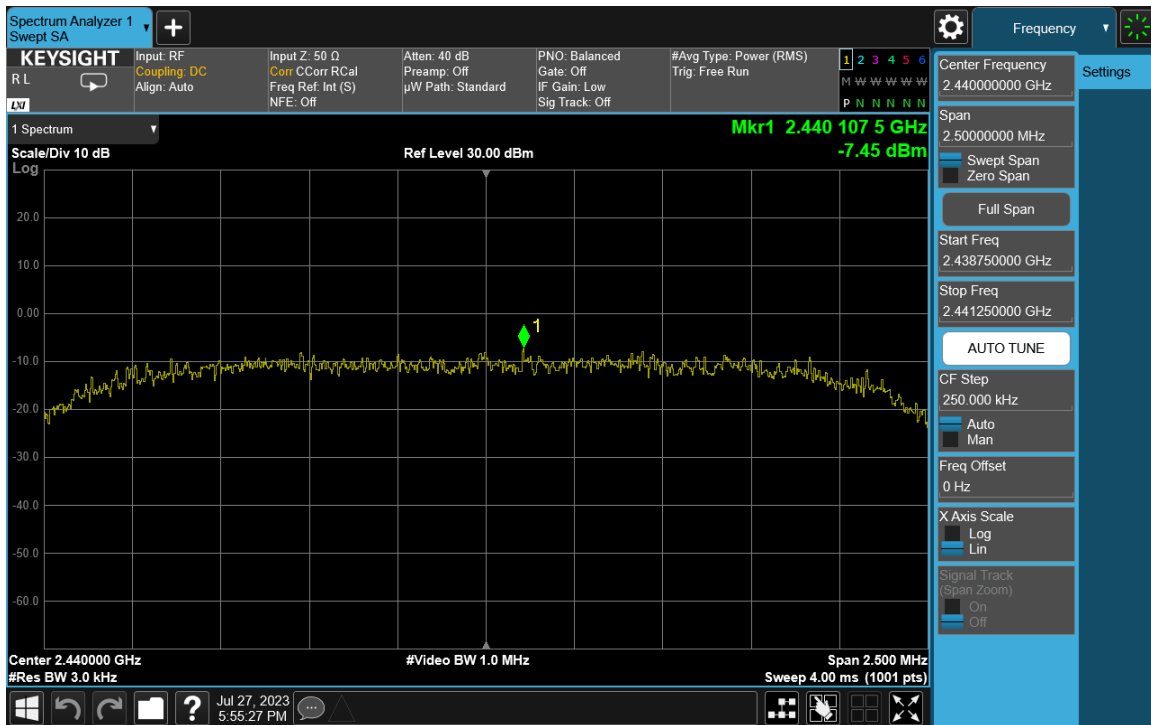 Spectrum Analyzer 1
Swept SA
Frequency
KEYSIGHT
R L
LXI
Input: RF
Coupling: DC
Align: Auto
Input Z: 50 Ω
Corr CCorr RCal
Freq Ref: Int (S)
NFE: Off
Atten: 40 dB
Preamp: Off
µW Path: Standard
PNO: Balanced
Gate: Off
IF Gain: Low
Sig Track: Off
#Avg Type: Power (RMS)
Trig: Free Run
1 2 3 4 5 6
M W W W W W
P N N N N N
1 Spectrum
Mkr1 2.440 107 5 GHz
Scale/Div 10 dB
Ref Level 30.00 dBm
-7.45 dBm
Log
20.0
10.0
0.00
-10.0
-20.0
-30.0
-40.0
-50.0
-60.0
1
Center 2.440000 GHz
#Video BW 1.0 MHz
Span 2.500 MHz
#Res BW 3.0 kHz
Sweep 4.00 ms (1001 pts)
Center Frequency
2.440000000 GHz
Settings
Span
2.50000000 MHz
Swept Span
Zero Span
Full Span
Start Freq
2.438750000 GHz
Stop Freq
2.441250000 GHz
AUTO TUNE
CF Step
250.000 kHz
Auto
Man
Freq Offset
0 Hz
X Axis Scale
Log
Lin
Signal Track
(Span Zoom)
On
Off
?
Jul 27, 2023
5:55:27 PM